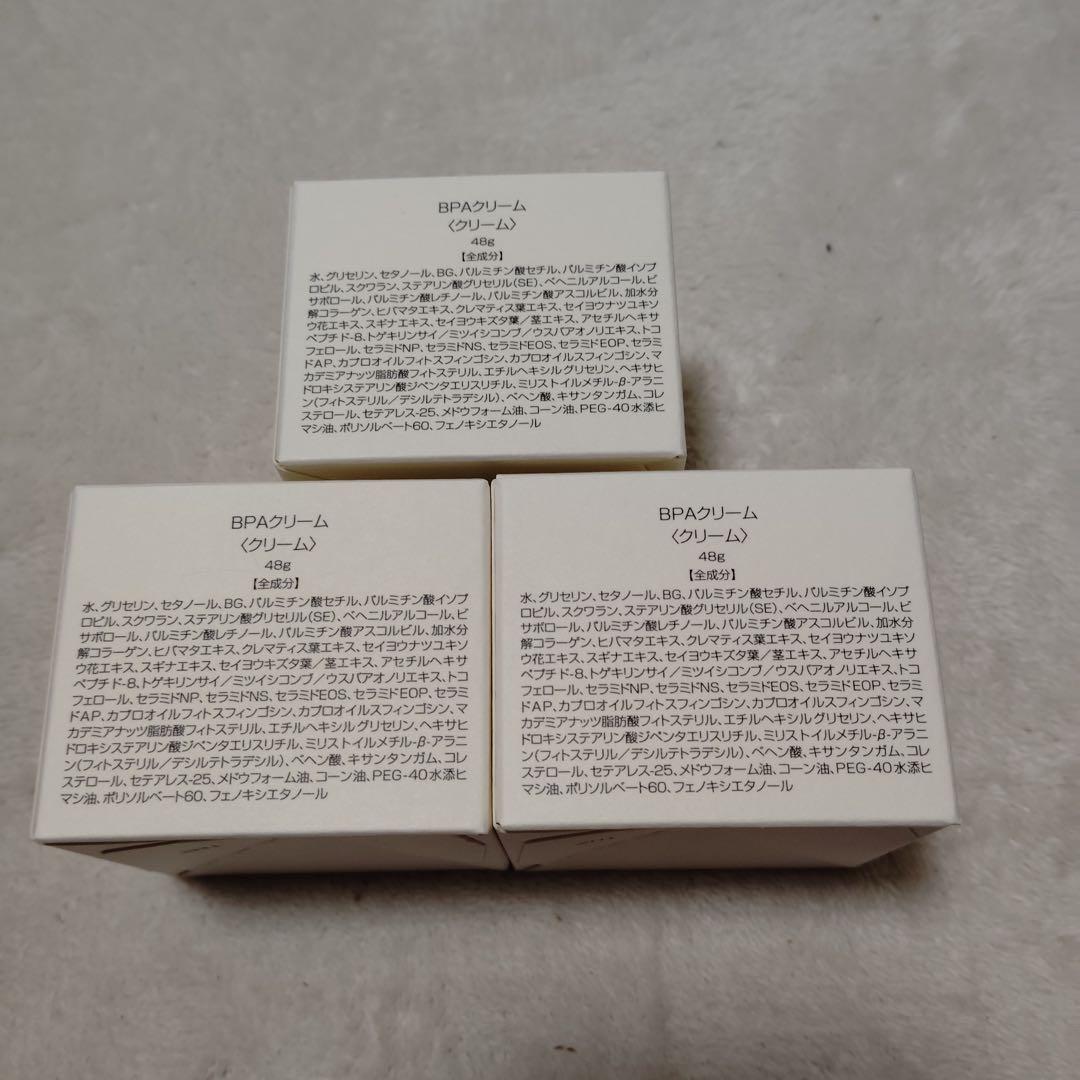 BPAクリーム
〈クリーム〉
48g
【全成分】
水、グリセリン、セタノール、BG、パルミチン酸セチル、パルミチン酸イソプ
ロピル、スクワラン、ステアリン酸グリセリル(SE)、ベヘニルアルコール、ビ
サボロール、パルミチン酸レチノール、パルミチン酸アスコルビル、加水分
解コラーゲン、ヒバマタエキス、クレマティス葉エキス、セイヨウナツユキソ
ウ花エキス、スギナエキス、セイヨウキズタ葉／茎エキス、アセチルヘキサ
ペプチド-8、トゲキリンサイ／ミツイシコンブ／ウスバアオノリエキス、トコ
フェロール、セラミドNP、セラミドNS、セラミドEOS、セラミドEOP、セラミ
ドAP、カプロオイルフィトスフィンゴシン、カプロオイルスフィンゴシン、マ
カデミアナッツ脂肪酸フィトステリル、エチルヘキシルグリセリン、ヘキサヒ
ドロキシステアリン酸ジペンタエリスリチル、ミリストイルメチル-β-アラニ
ン(フィトステリル／デシルテトラデシル)、ベヘン酸、キサンタンガム、コレ
ステロール、セテアレス-25、メドウフォーム油、コーン油、PEG-40水添ヒ
マシ油、ポリソルベート60、フェノキシエタノール
BPAクリーム
〈クリーム〉
48g
【全成分】
水、グリセリン、セタノール、BG、パルミチン酸セチル、パルミチン酸イソプ
ロピル、スクワラン、ステアリン酸グリセリル(SE)、ベヘニルアルコール、ビ
サボロール、パルミチン酸レチノール、パルミチン酸アスコルビル、加水分
解コラーゲン、ヒバマタエキス、クレマティス葉エキス、セイヨウナツユキソ
ウ花エキス、スギナエキス、セイヨウキズタ葉／茎エキス、アセチルヘキサ
ペプチド-8、トゲキリンサイ／ミツイシコンブ／ウスバアオノリエキス、トコ
フェロール、セラミドNP、セラミドNS、セラミドEOS、セラミドEOP、セラミ
ドAP、カプロオイルフィトスフィンゴシン、カプロオイルスフィンゴシン、マ
カデミアナッツ脂肪酸フィトステリル、エチルヘキシルグリセリン、ヘキサヒ
ドロキシステアリン酸ジペンタエリスリチル、ミリストイルメチル-β-アラニ
ン(フィトステリル／デシルテトラデシル)、ベヘン酸、キサンタンガム、コレ
ステロール、セテアレス-25、メドウフォーム油、コーン油、PEG-40水添ヒ
マシ油、ポリソルベート60、フェノキシエタノール
BPAクリーム
〈クリーム〉
48g
【全成分】
水、グリセリン、セタノール、BG、パルミチン酸セチル、パルミチン酸イソプ
ロピル、スクワラン、ステアリン酸グリセリル(SE)、ベヘニルアルコール、ビ
サボロール、パルミチン酸レチノール、パルミチン酸アスコルビル、加水分
解コラーゲン、ヒバマタエキス、クレマティス葉エキス、セイヨウナツユキソ
ウ花エキス、スギナエキス、セイヨウキズタ葉／茎エキス、アセチルヘキサ
ペプチド-8、トゲキリンサイ／ミツイシコンブ／ウスバアオノリエキス、トコ
フェロール、セラミドNP、セラミドNS、セラミドEOS、セラミドEOP、セラミ
ドAP、カプロオイルフィトスフィンゴシン、カプロオイルスフィンゴシン、マ
カデミアナッツ脂肪酸フィトステリル、エチルヘキシルグリセリン、ヘキサヒ
ドロキシステアリン酸ジペンタエリスリチル、ミリストイルメチル-β-アラニ
ン(フィトステリル／デシルテトラデシル)、ベヘン酸、キサンタンガム、コレ
ステロール、セテアレス-25、メドウフォーム油、コーン油、PEG-40水添ヒ
マシ油、ポリソルベート60、フェノキシエタノール